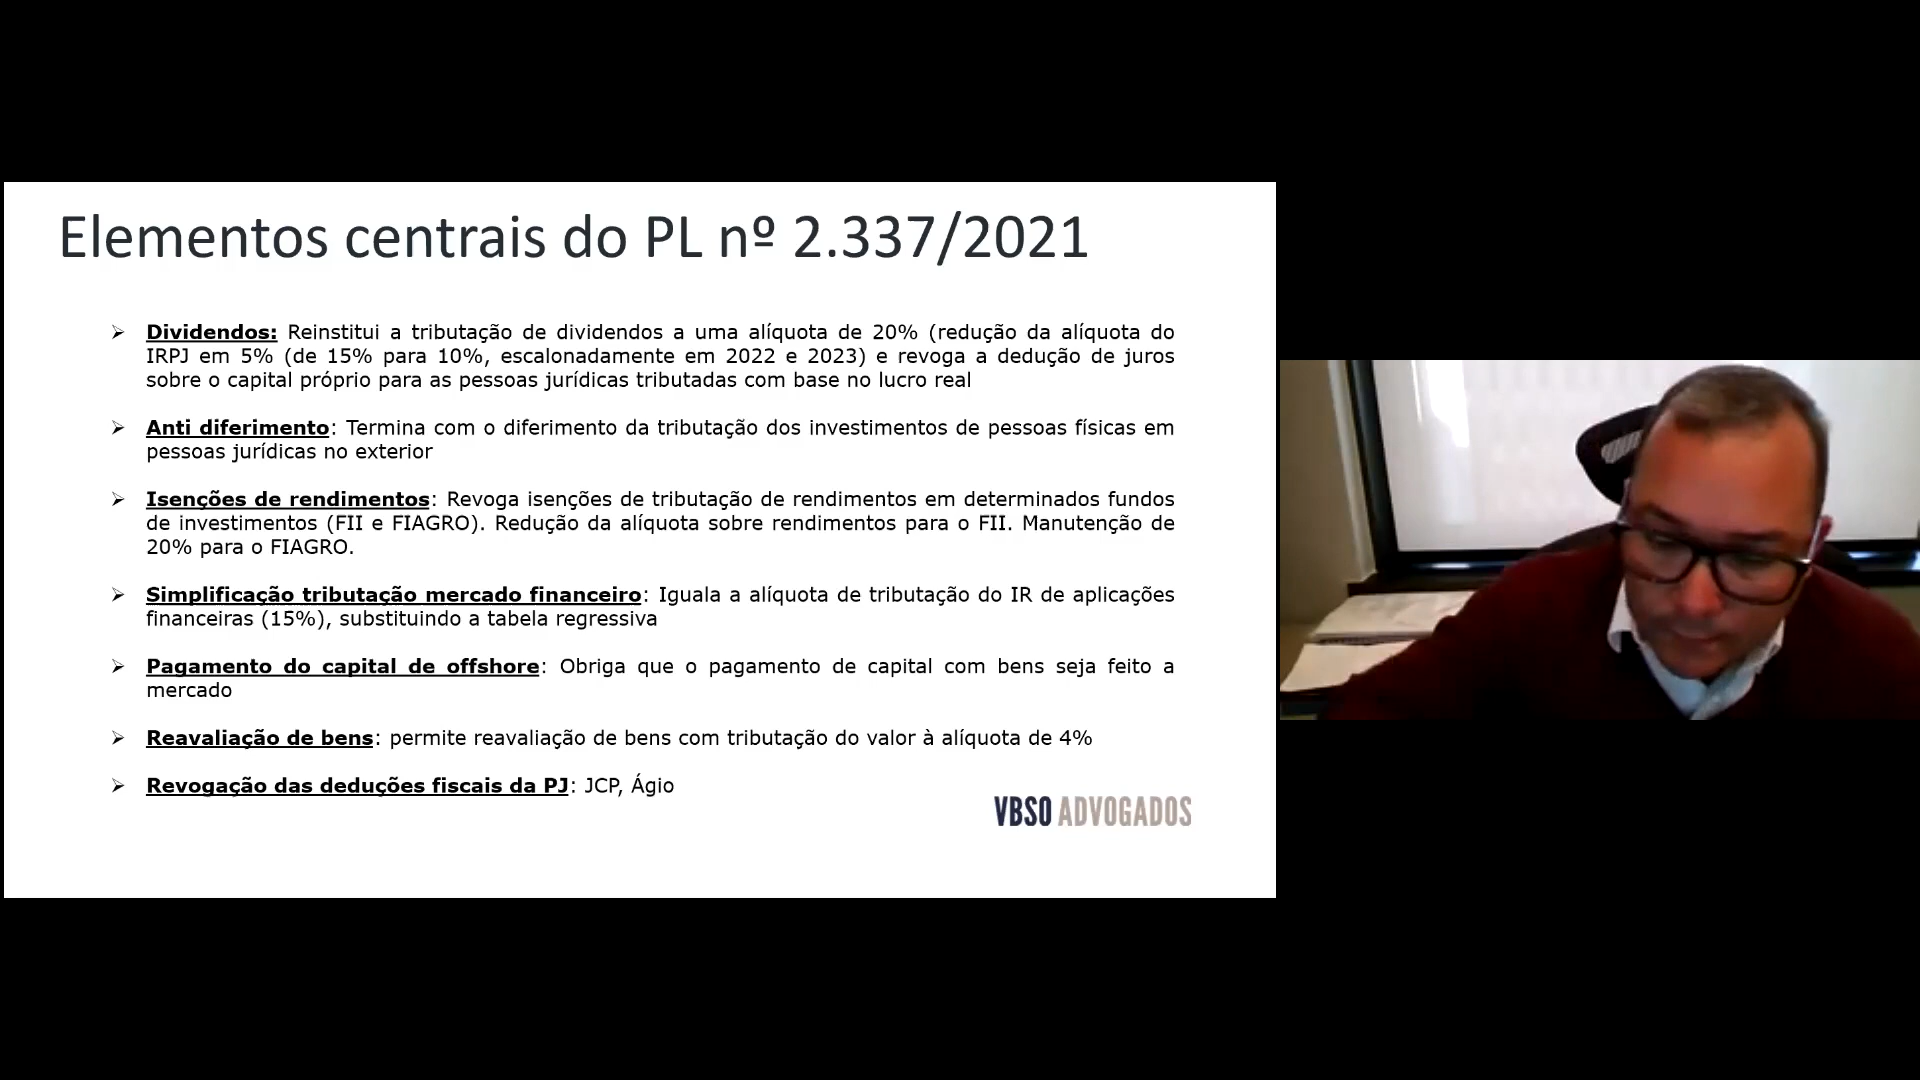 Elementos centrais do PL nº 2.337/2021
➢ Dividendos: Reinstitui a tributação de dividendos a uma alíquota de 20% (redução da alíquota do
IRPJ em 5% (de 15% para 10%, escalonadamente em 2022 e 2023) e revoga a dedução de juros
sobre o capital próprio para as pessoas jurídicas tributadas com base no lucro real
➢ Anti diferimento: Termina com o diferimento da tributação dos investimentos de pessoas físicas em
pessoas jurídicas no exterior
➢ Isenções de rendimentos: Revoga isenções de tributação de rendimentos em determinados fundos
de investimentos (FII e FIAGRO). Redução da alíquota sobre rendimentos para o FII. Manutenção de
20% para o FIAGRO.
➢ Simplificação tributação mercado financeiro: Iguala a alíquota de tributação do IR de aplicações
financeiras (15%), substituindo a tabela regressiva
➢ Pagamento do capital de offshore: Obriga que o pagamento de capital com bens seja feito a
mercado
➢ Reavaliação de bens: permite reavaliação de bens com tributação do valor à alíquota de 4%
➢ Revogação das deduções fiscais da PJ: JCP, Ágio
VBSO ADVOGADOS